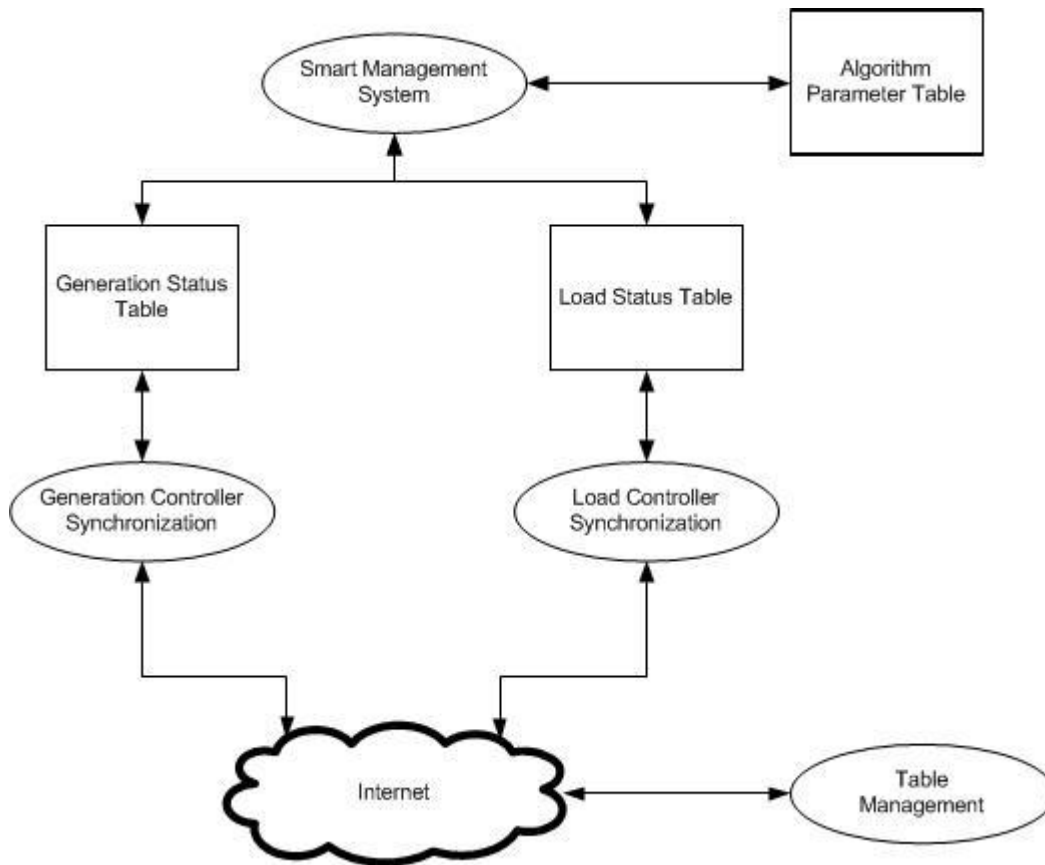 Smart Management
System
Algorithm
Parameter Table
Generation Status
Table
Load Status Table
Generation Controller
Synchronization
Load Controller
Synchronization
Internet
Table
Management